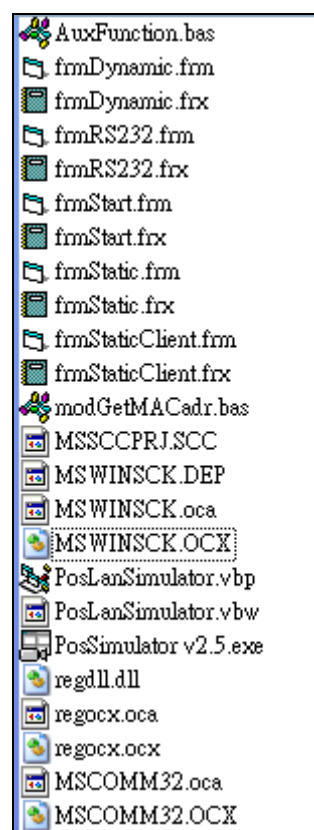 AuxFunction.bas
frmDynamic.frm
frmDynamic.frx
frmRS232.frm
frmRS232.frx
frmStart.frm
frmStart.frx
frmStatic.frm
frmStatic.frx
frmStaticClient.frm
frmStaticClient.frx
modGetMACadr.bas
MSSCCPRJ.SCC
MSWINSCK.DEP
MSWINSCK.oca
MSWINSCK.OCX
PosLanSimulator.vbp
PosLanSimulator.vbw
PosSimulator v2.5.exe
regdll.dll
regocx.oca
regocx.ocx
MSCOMM32.oca
MSCOMM32.OCX